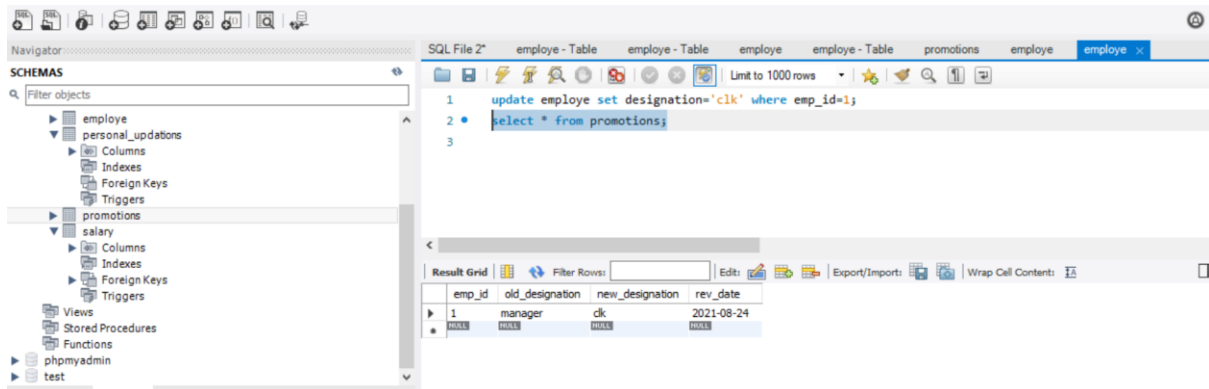 Navigator
SCHEMAS
Filter objects
employe
personal_updations
Columns
Indexes
Foreign Keys
Triggers
promotions
salary
Columns
Indexes
Foreign Keys
Triggers
Views
Stored Procedures
Functions
phpmyadmin
test
SQL File 2* employe - Table employe - Table employe employe - Table promotions employe employe ×
Limit to 1000 rows
1 update employe set designation='clk' where emp_id=1;
2 select * from promotions;
3
Result Grid Filter Rows: Edit: Export/Import: Wrap Cell Content:
emp_id old_designation new_designation rev_date
1 manager clk 2021-08-24
NULL NULL NULL NULL